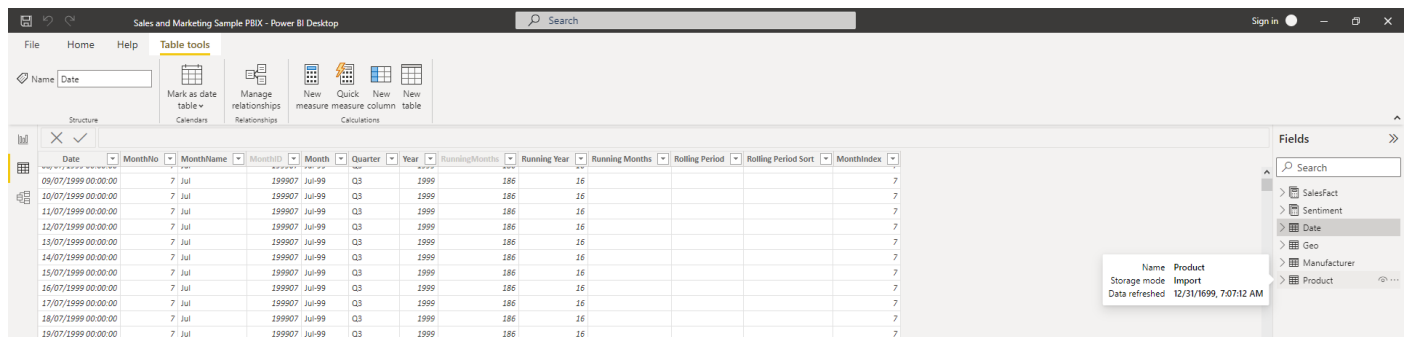 Sales and Marketing Sample PBIX - Power BI Desktop
Search
Sign in
File Home Help Table tools
Name Date
Mark as date table
Manage relationships
New measure
Quick measure
New column
New table
Structure Calendars Relationships Calculations
Fields
Search
Date MonthNo MonthName MonthID Month Quarter Year RunningMonths Running Year Running Months Rolling Period Rolling Period Sort MonthIndex
09/07/1999 00:00:00 7 Jul 199907 Jul-99 Q3 1999 186 16 7
10/07/1999 00:00:00 7 Jul 199907 Jul-99 Q3 1999 186 16 7
11/07/1999 00:00:00 7 Jul 199907 Jul-99 Q3 1999 186 16 7
12/07/1999 00:00:00 7 Jul 199907 Jul-99 Q3 1999 186 16 7
13/07/1999 00:00:00 7 Jul 199907 Jul-99 Q3 1999 186 16 7
14/07/1999 00:00:00 7 Jul 199907 Jul-99 Q3 1999 186 16 7
15/07/1999 00:00:00 7 Jul 199907 Jul-99 Q3 1999 186 16 7
16/07/1999 00:00:00 7 Jul 199907 Jul-99 Q3 1999 186 16 7
17/07/1999 00:00:00 7 Jul 199907 Jul-99 Q3 1999 186 16 7
18/07/1999 00:00:00 7 Jul 199907 Jul-99 Q3 1999 186 16 7
19/07/1999 00:00:00 7 Jul 199907 Jul-99 Q3 1999 186 16 7
SalesFact
Sentiment
Date
Geo
Manufacturer
Product
Name Product
Storage mode Import
Data refreshed 12/31/1699, 7:07:12 AM